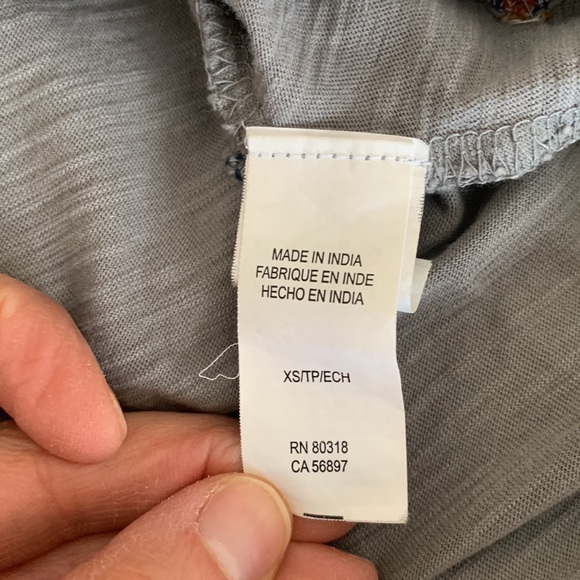 MADE IN INDIA
FABRIQUE EN INDE
HECHO EN INDIA
XS/TP/ECH
RN 80318
CA 56897